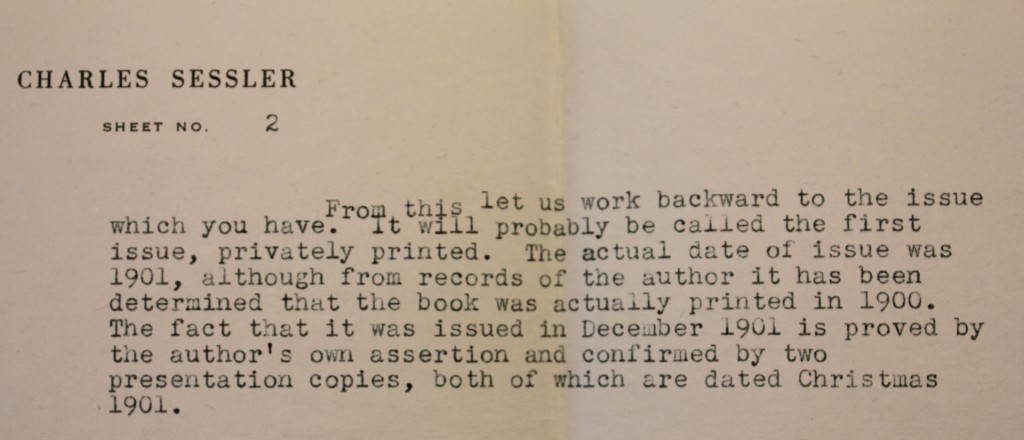 CHARLES SESSLER
SHEET NO. 2
From this let us work backward to the issue
which you have. It will probably be called the first
issue, privately printed. The actual date of issue was
1901, although from records of the author it has been
determined that the book was actually printed in 1900.
The fact that it was issued in December 1901 is proved by
the author's own assertion and confirmed by two
presentation copies, both of which are dated Christmas
1901.